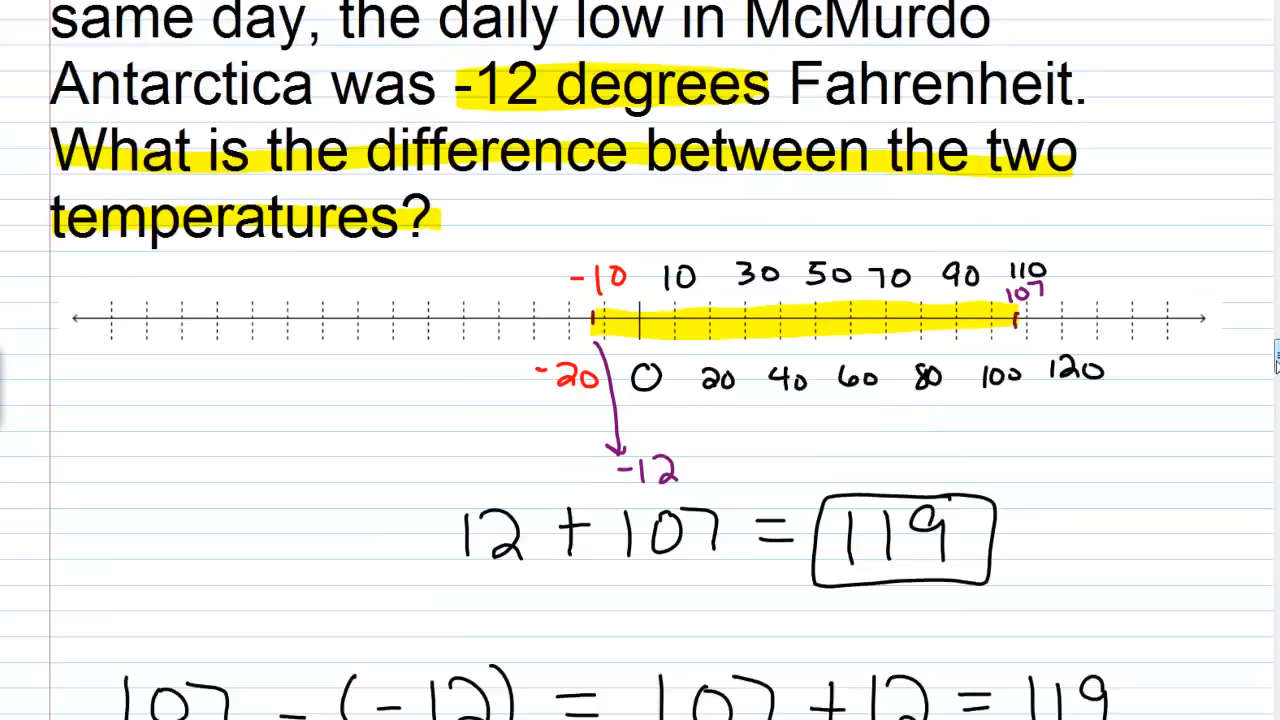 same day, the daily low in McMurdo
Antarctica was -12 degrees Fahrenheit.
What is the difference between the two
temperatures?
-10 10 30 50 70 90 110
107
-20 0 20 40 60 80 100 120
-12
12 + 107 = 119
107 - (-12) = 107 + 12 = 119